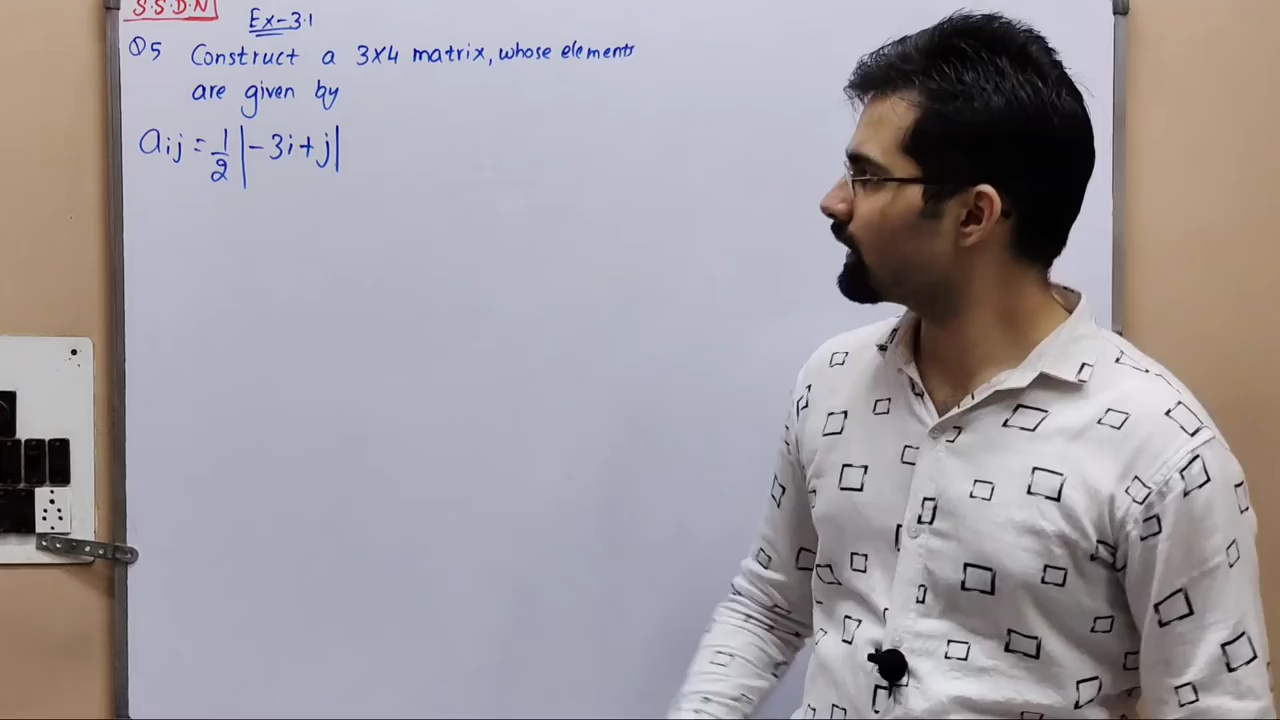 S.S.D.N
Ex-3.1
Q5 Construct a 3x4 matrix, whose elements
are given by
aij = 1/2 |-3i+j|